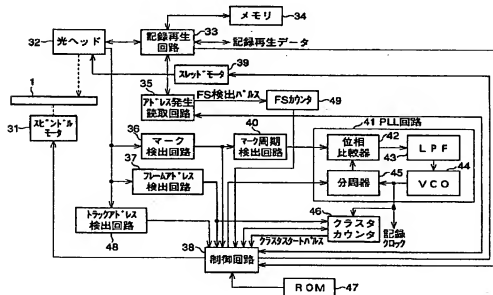 メモリ
34
記録再生
回路
33
32
光ヘッド
記録再生データ
39
スレッドモータ
1
35
アドレス発生
読取回路
FS検出パルス
FSカウンタ
49
31
スピンドル
モータ
36
マーク
検出回路
40
マーク周期
検出回路
41 PLL回路
位相
比較器
42
LPF
43
44
分周器
45
VCO
37
フレームアドレス
検出回路
46
クラスタ
カウンタ
記録
クロック
トラックアドレス
検出回路
48
クラスタスタートパルス
38
制御回路
ROM
47